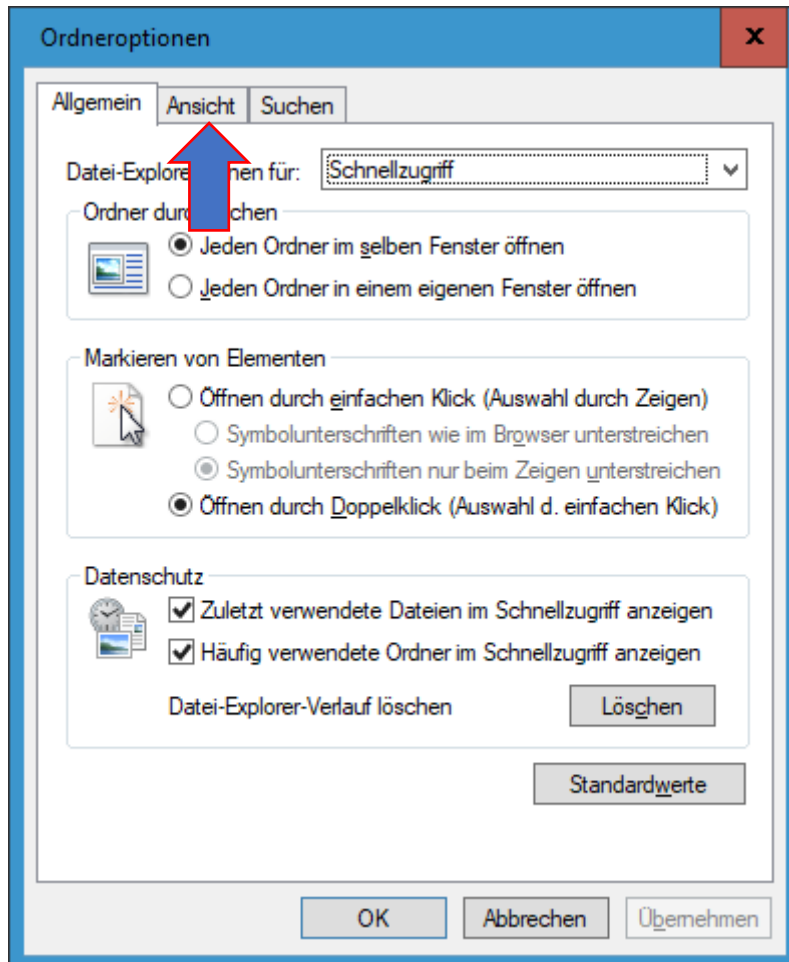 Ordneroptionen
x
Allgemein Ansicht Suchen
Datei-Explorer für: Schnellzugriff
Ordner
Jeden Ordner im selben Fenster öffnen
Jeden Ordner in einem eigenen Fenster öffnen
Markieren von Elementen
Öffnen durch einfachen Klick (Auswahl durch Zeigen)
Symbolunterschriften wie im Browser unterstreichen
Symbolunterschriften nur beim Zeigen unterstreichen
Öffnen durch Doppelklick (Auswahl d. einfachen Klick)
Datenschutz
Zuletzt verwendete Dateien im Schnellzugriff anzeigen
Häufig verwendete Ordner im Schnellzugriff anzeigen
Datei-Explorer-Verlauf löschen Löschen
Standardwerte
OK Abbrechen Übernehmen